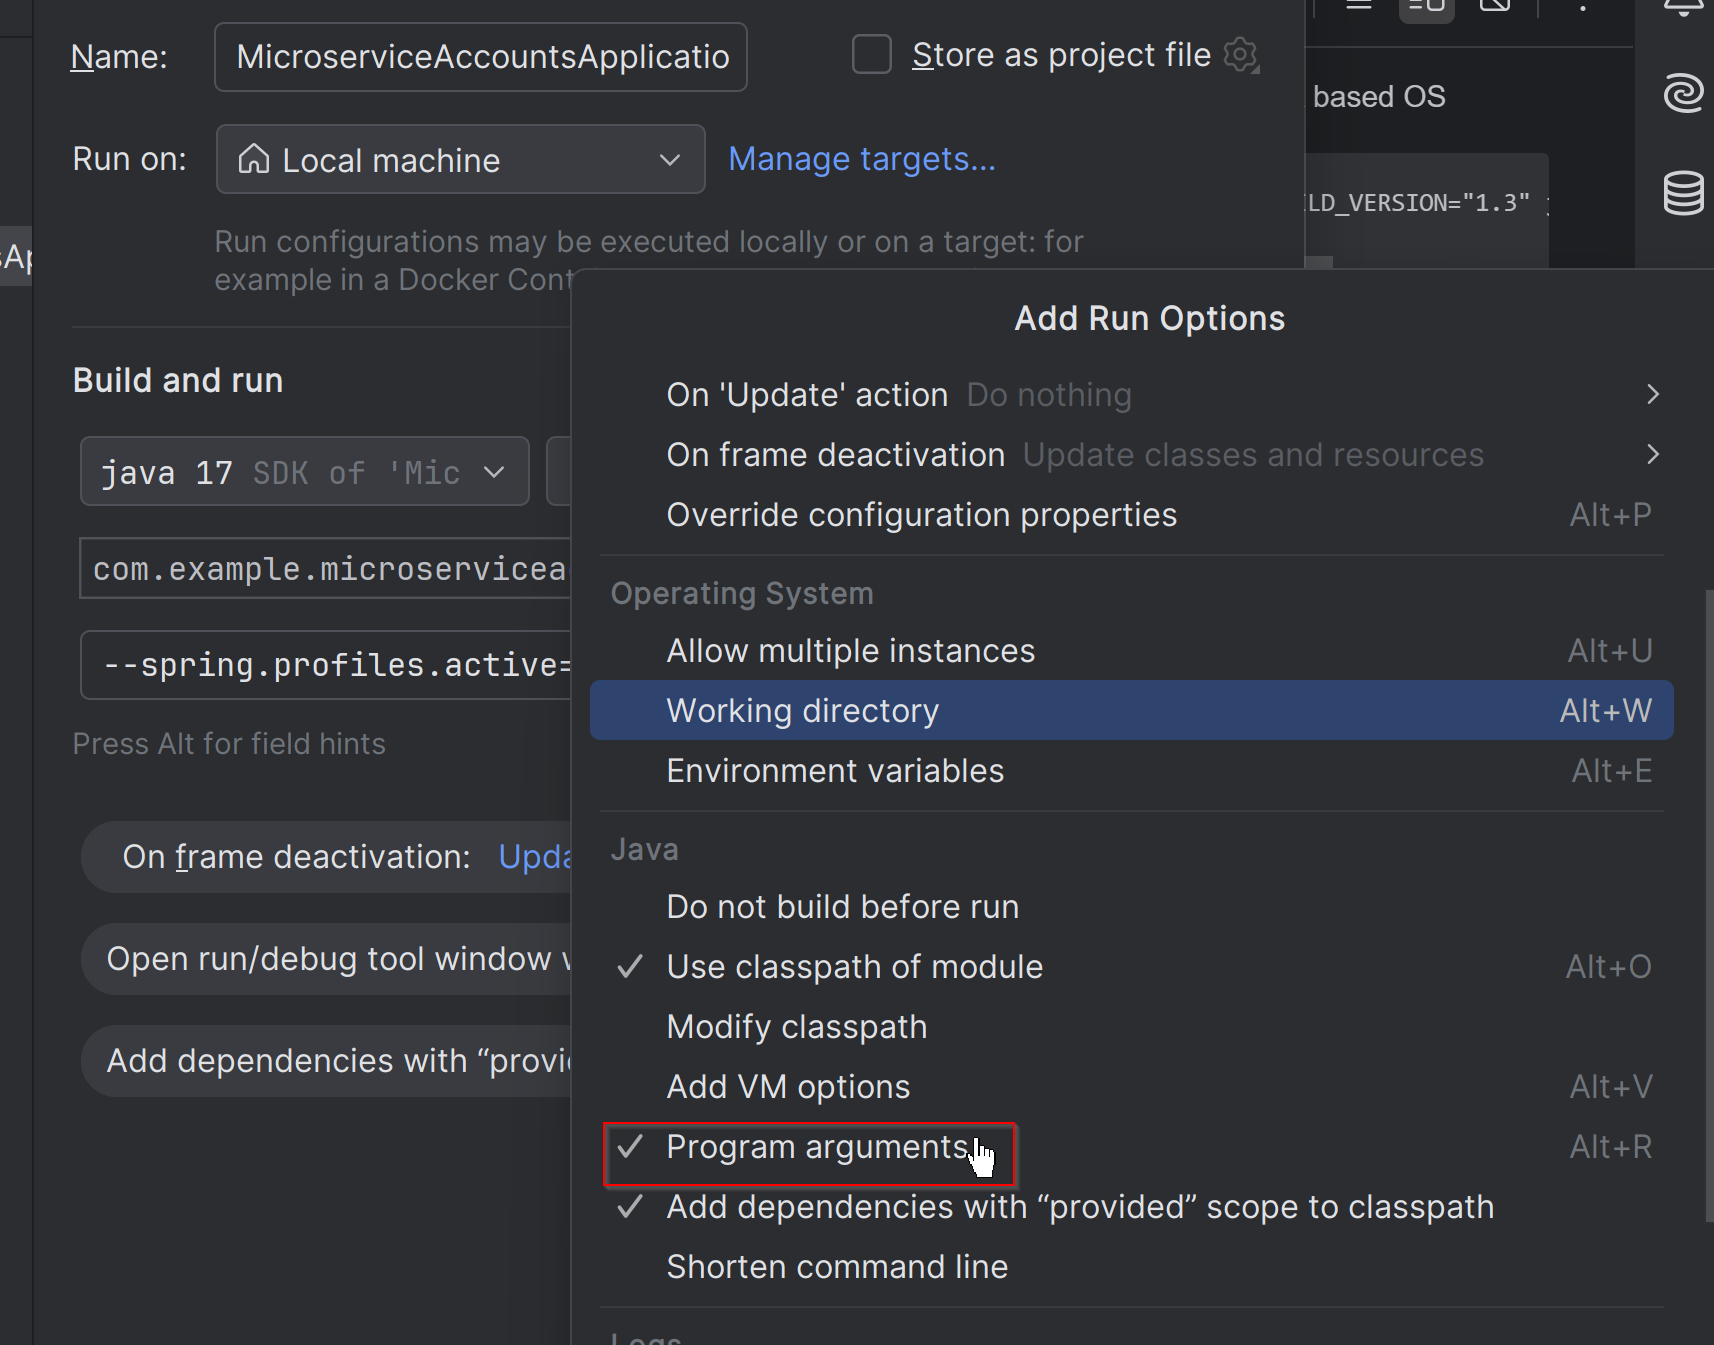 Name:
MicroserviceAccountsApplicatio
Store as project file
based OS
Run on:
Local machine
Manage targets...
LD_VERSION="1.3"
Run configurations may be executed locally or on a target: for
example in a Docker Cont
Add Run Options
Build and run
On 'Update' action Do nothing
java 17 SDK of 'Mic
On frame deactivation Update classes and resources
Override configuration properties Alt+P
com.example.microservicea
Operating System
--spring.profiles.active=
Allow multiple instances Alt+U
Working directory Alt+W
Press Alt for field hints
Environment variables Alt+E
Java
On frame deactivation: Upda
Do not build before run
Open run/debug tool window
Use classpath of module Alt+O
Modify classpath
Add dependencies with “provi
Add VM options Alt+V
Program arguments Alt+R
Add dependencies with “provided” scope to classpath
Shorten command line
Logs